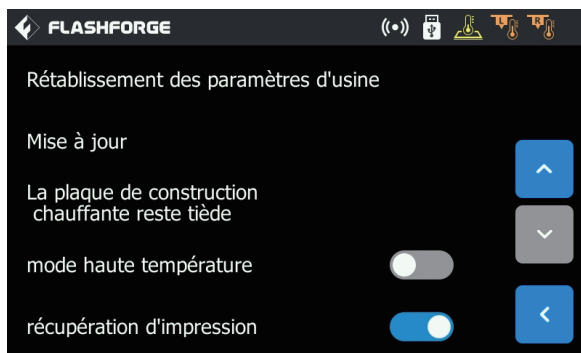 FLASHFORGE
L R
Rétablissement des paramètres d'usine
Mise à jour
La plaque de construction
chauffante reste tiède
mode haute température
récupération d'impression